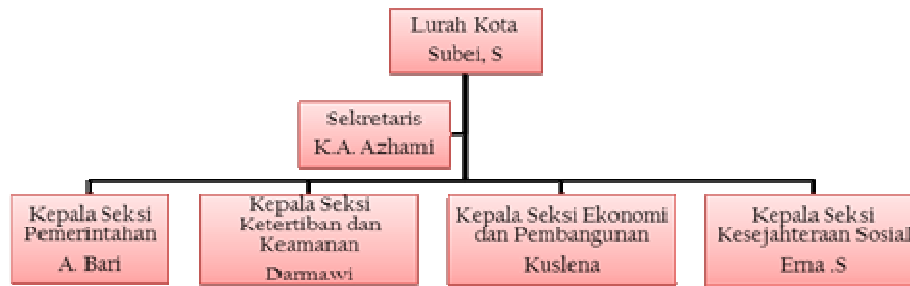 Lurah Kota
Subei, S
Sekretaris
K.A. Azhami
Kepala Seksi
Pemerintahan
A. Bari
Kepala Seksi
Ketertiban dan
Keamanan
Darmawi
Kepala Seksi Ekonomi
dan Pembangunan
Kuslena
Kepala Seksi
Kesejahteraan Sosial
Erna .S